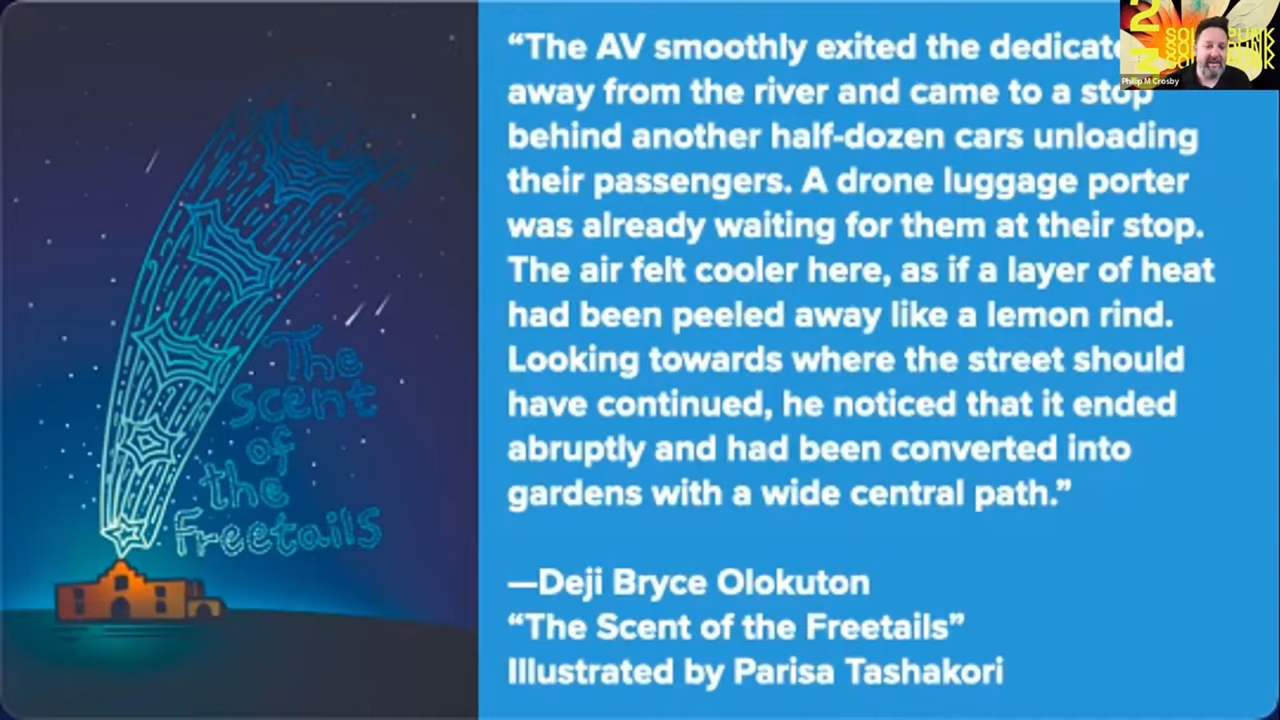 “The AV smoothly exited the
away from the river and came to a stop
behind another half-dozen cars unloading
their passengers. A drone luggage porter
was already waiting for them at their stop.
The air felt cooler here, as if a layer of heat
had been peeled away like a lemon rind.
Looking towards where the street should
have continued, he noticed that it ended
abruptly and had been converted into
gardens with a wide central path.”
—Deji Bryce Olokuton
“The Scent of the Freetails”
Illustrated by Parisa Tashakori
The
scent
of
the
Freetails
2
Philip M Crosby